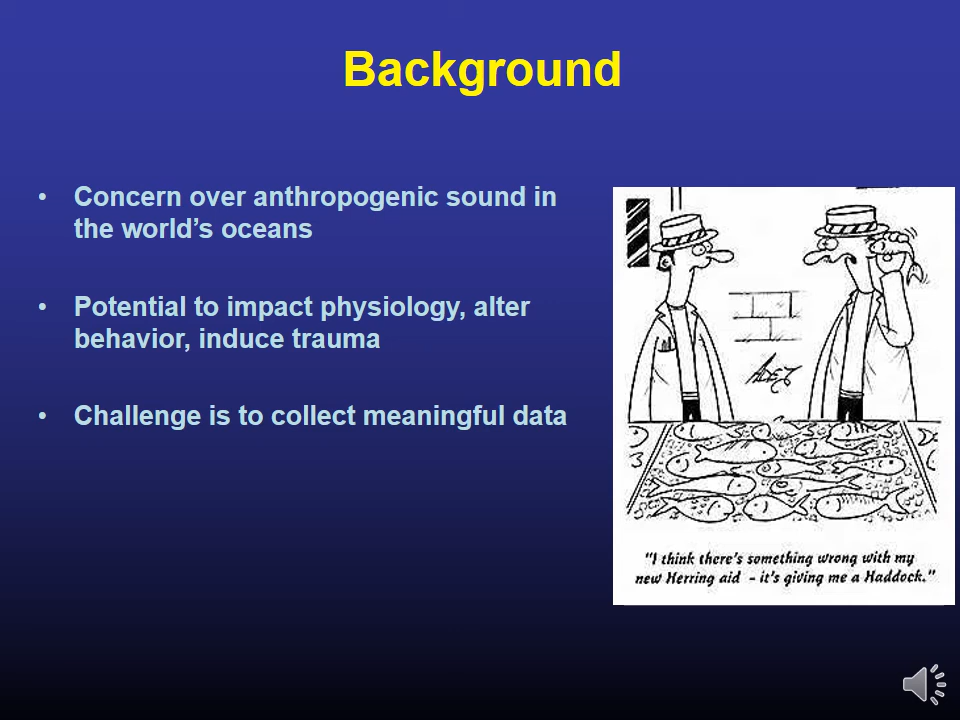 Background
• Concern over anthropogenic sound in
the world's oceans
• Potential to impact physiology, alter
behavior, induce trauma
• Challenge is to collect meaningful data
"I think there's something wrong with my
new Herring aid - it's giving me a Haddock."